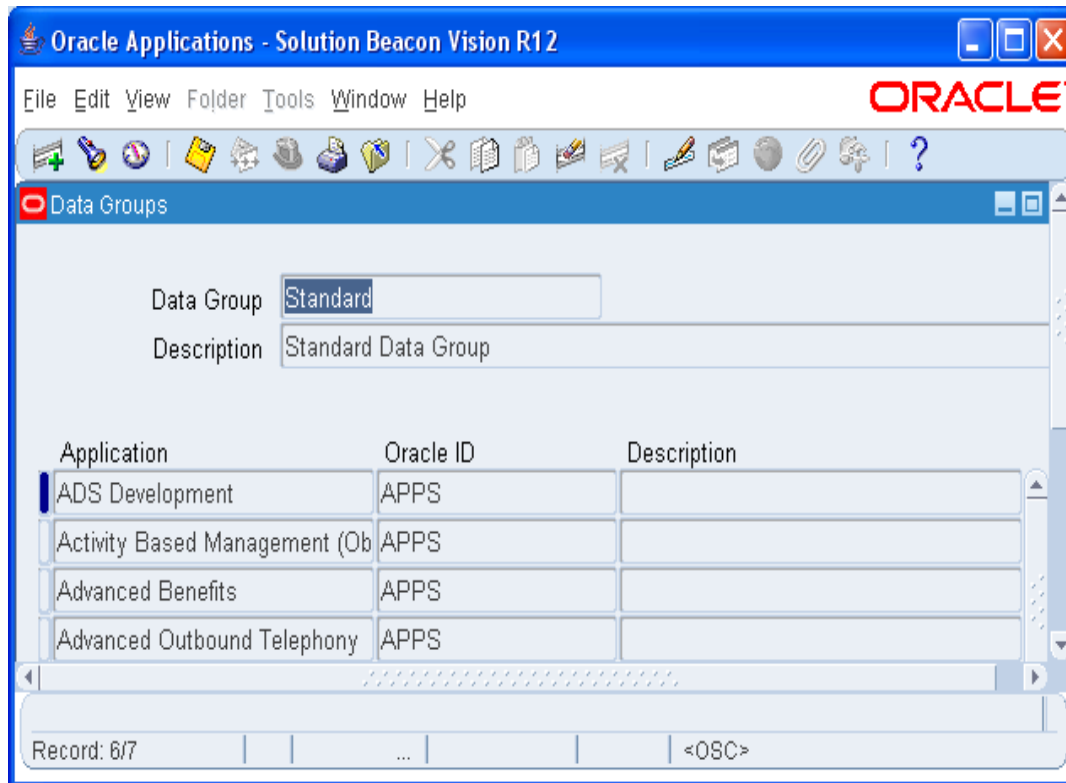 Oracle Applications - Solution Beacon Vision R12
File Edit View Folder Tools Window Help
ORACLE
Data Groups
Data Group Standard
Description Standard Data Group
Application Oracle ID Description
ADS Development APPS
Activity Based Management (Ob APPS
Advanced Benefits APPS
Advanced Outbound Telephony APPS
Record: 6/7 ... <OSC>